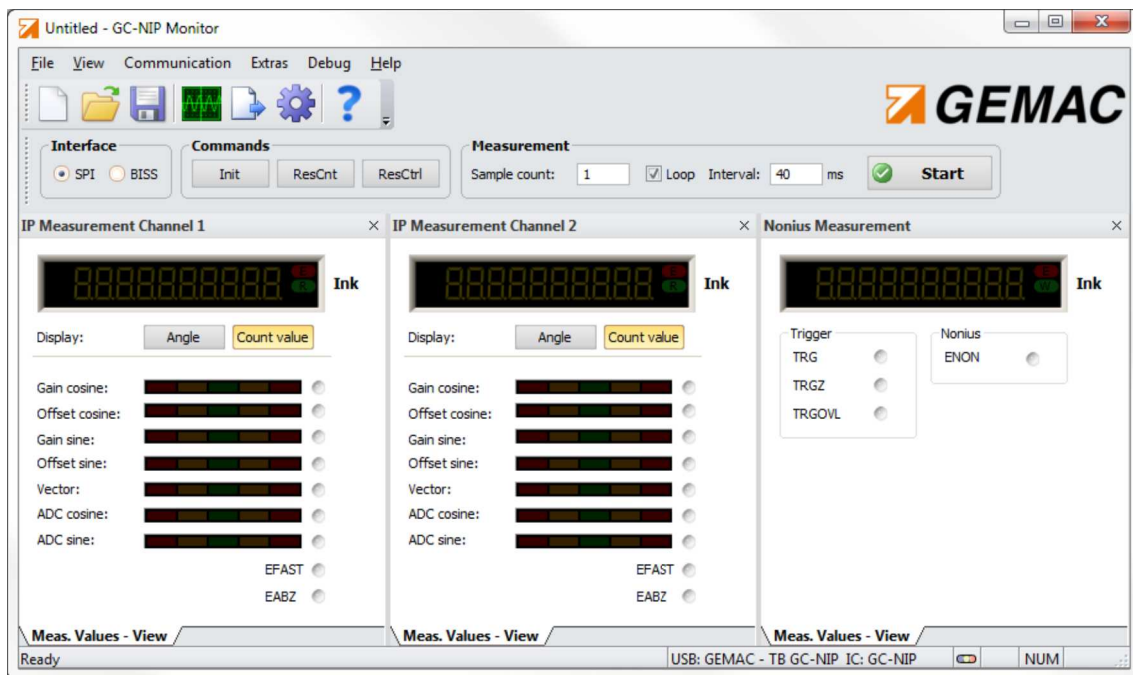 Untitled - GC-NIP Monitor
File View Communication Extras Debug Help
GEMAC
Interface
SPI BISS
Commands
Init ResCnt ResCtrl
Measurement
Sample count: 1 Loop Interval: 40 ms Start
IP Measurement Channel 1
E
R
Ink
Display: Angle Count value
Gain cosine:
Offset cosine:
Gain sine:
Offset sine:
Vector:
ADC cosine:
ADC sine:
EFAST
EABZ
Meas. Values - View
IP Measurement Channel 2
E
R
Ink
Display: Angle Count value
Gain cosine:
Offset cosine:
Gain sine:
Offset sine:
Vector:
ADC cosine:
ADC sine:
EFAST
EABZ
Meas. Values - View
Nonius Measurement
E
W
Ink
Trigger
TRG
TRGZ
TRGOVL
Nonius
ENON
Meas. Values - View
Ready USB: GEMAC - TB GC-NIP IC: GC-NIP NUM